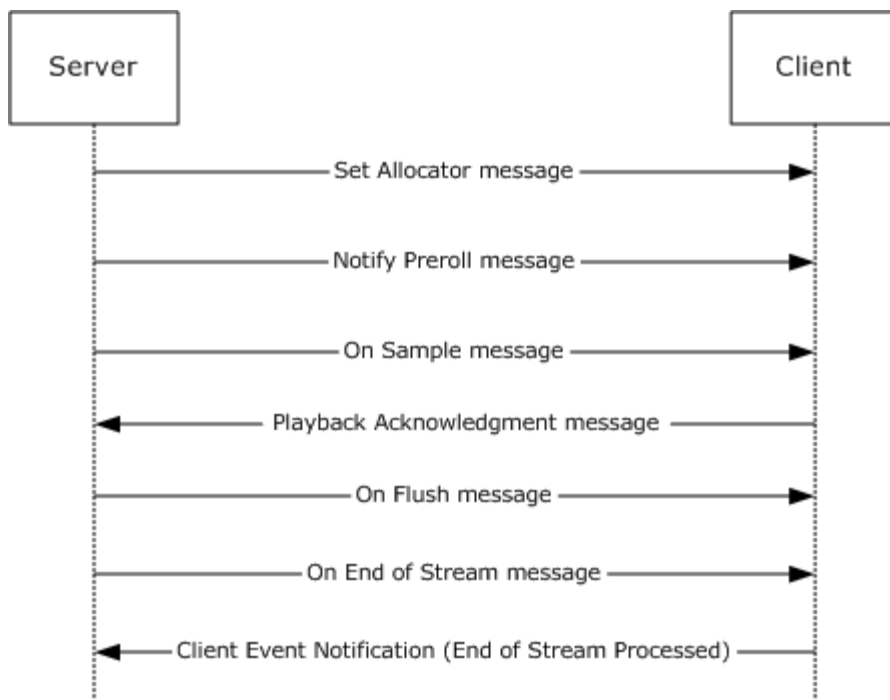 Server
Client
Set Allocator message
Notify Preroll message
On Sample message
Playback Acknowledgment message
On Flush message
On End of Stream message
Client Event Notification (End of Stream Processed)